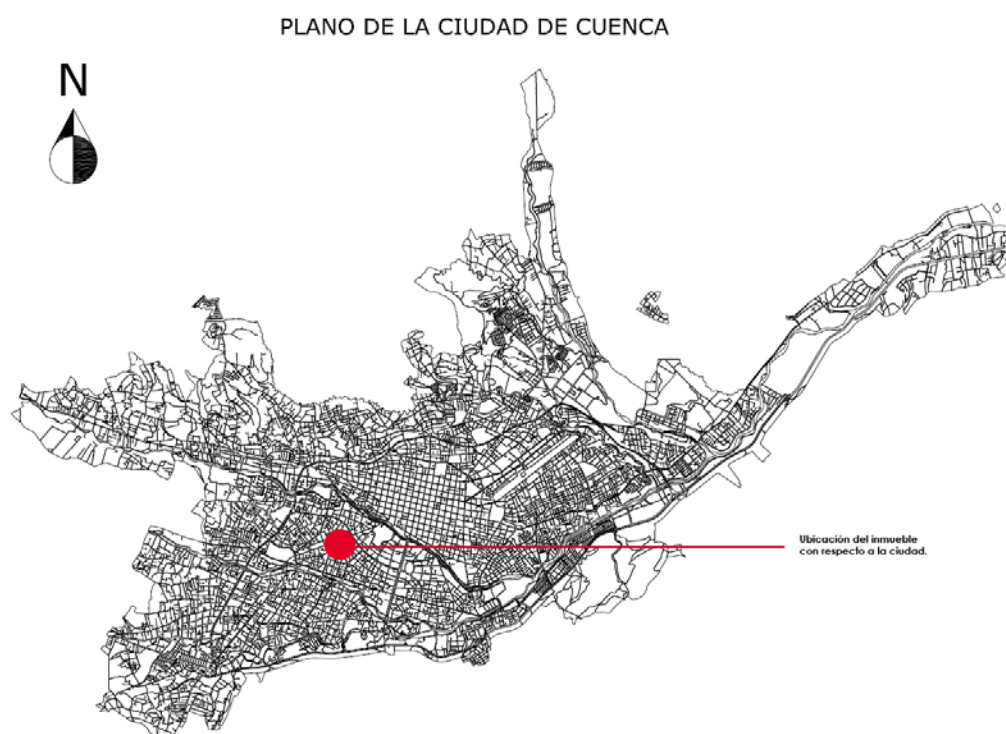 PLANO DE LA CIUDAD DE CUENCA
N
Ubicación del inmueble
con respecto a la ciudad.